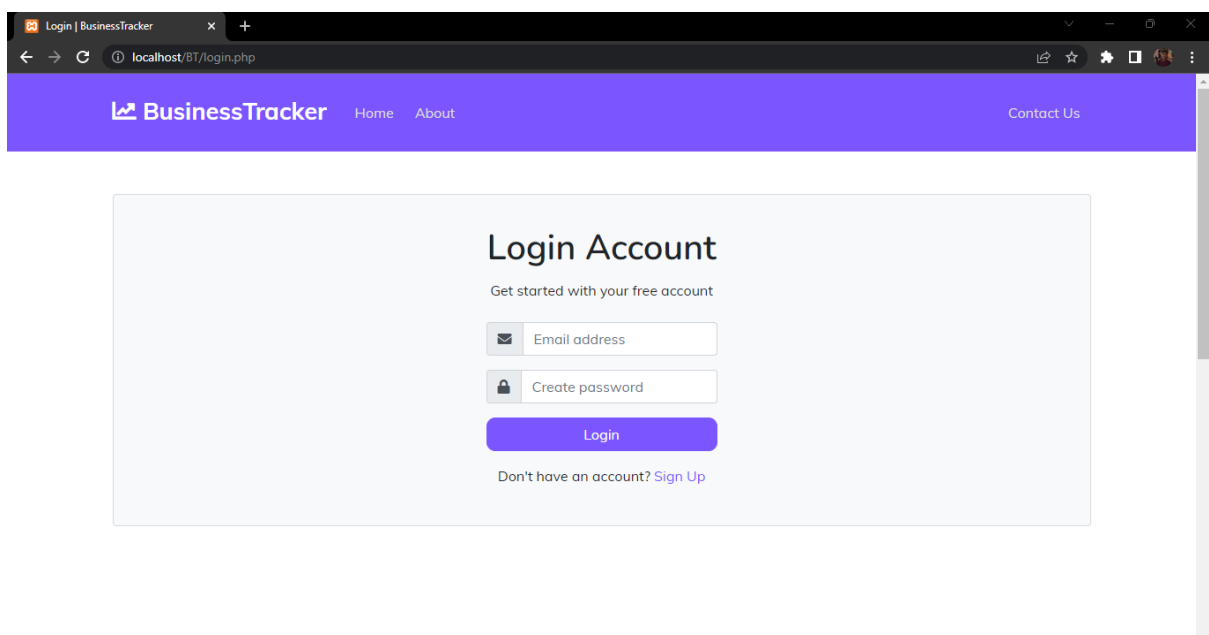 Login | BusinessTracker
localhost/BT/login.php
BusinessTracker Home About Contact Us
Login Account
Get started with your free account
Email address
Create password
Login
Don't have an account? Sign Up